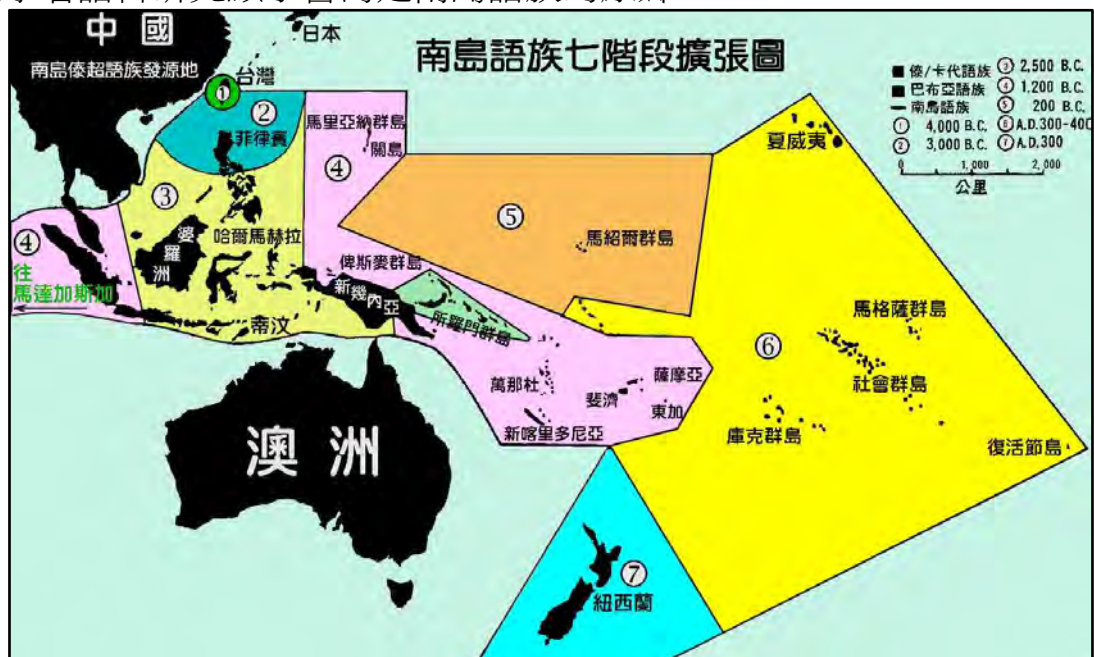 中國
南島傣超語族發源地
日本
台灣
南島語族七階段擴張圖
傣/卡代語族
巴布亞語族
南島語族
① 4,000 B.C.
② 3,000 B.C.
③ 2,500 B.C.
④ 1,200 B.C.
⑤ 200 B.C.
⑥ A.D.300-400
⑦ A.D.300
0 1,000 2,000
公里
①
②
菲律賓
馬里亞納群島
關島
④
夏威夷
③
⑤
馬紹爾群島
④
往
馬達加斯加
婆羅洲
哈爾馬赫拉
俾斯麥群島
新幾內亞
所羅門群島
帝汶
⑥
馬格薩群島
社會群島
萬那杜
斐濟
薩摩亞
東加
新喀里多尼亞
庫克群島
復活節島
澳洲
⑦
紐西蘭